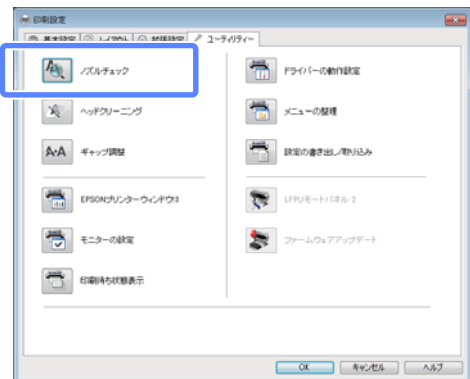 印刷設定
基本設定 レイアウト 拡張設定 ユーティリティー
ノズルチェック
ヘッドクリーニング
ギャップ調整
EPSONプリンターウィンドウ!3
モニターの設定
印刷待ち状態表示
ドライバーの動作設定
メニューの整理
設定の書き出し/取り込み
LFPリモートパネル 2
ファームウェアアップデート
OK キャンセル ヘルプ